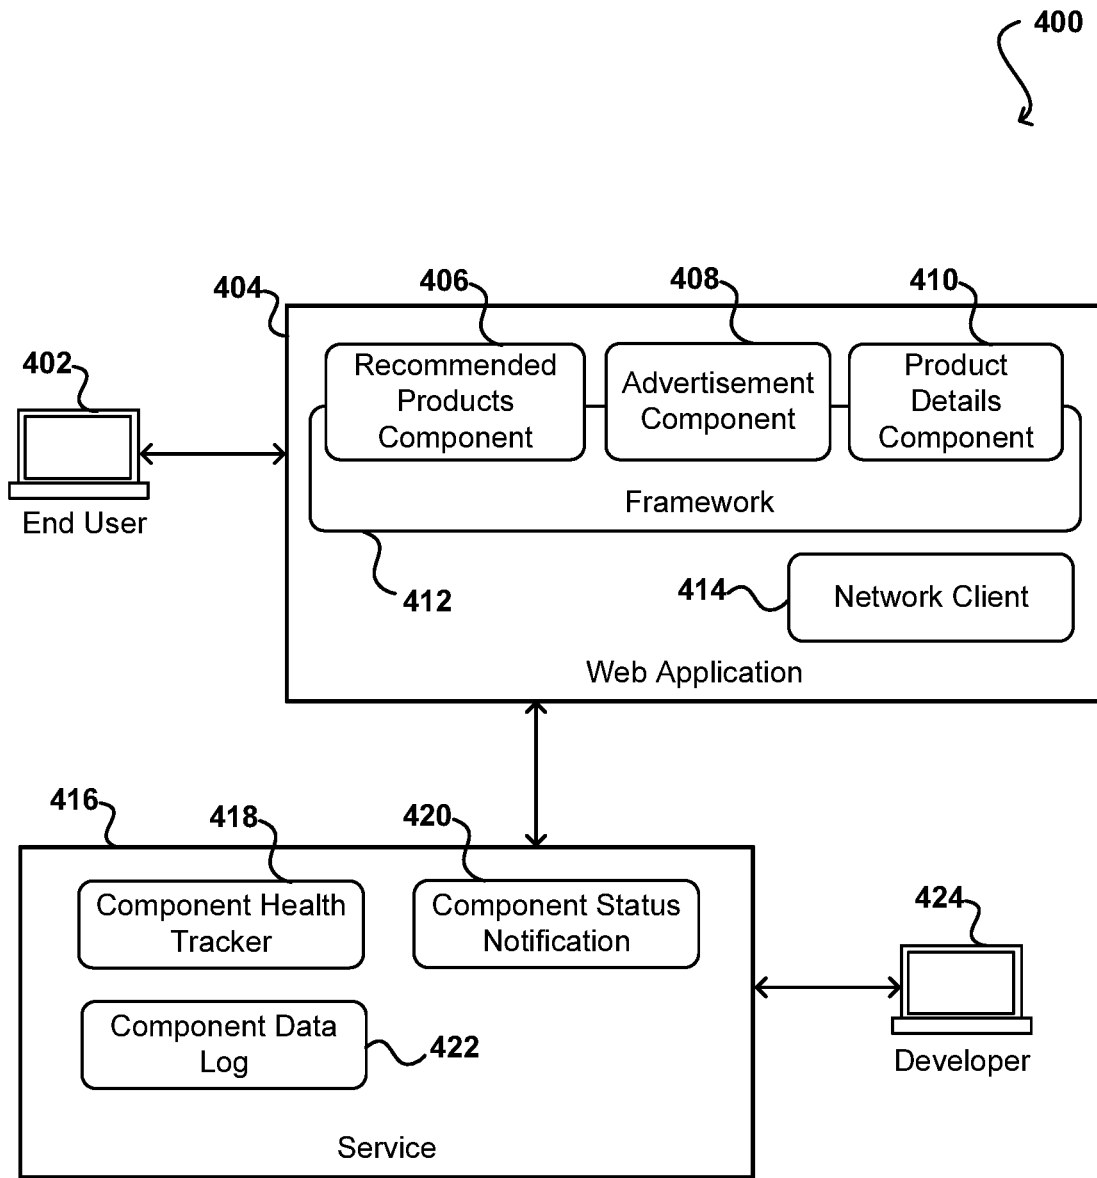 400
404
406
408
410
402
Recommended
Products
Component
Advertisement
Component
Product
Details
Component
Framework
End User
412
414
Network Client
Web Application
416
418
420
Component Health
Tracker
Component Status
Notification
424
Component Data
Log
422
Developer
Service